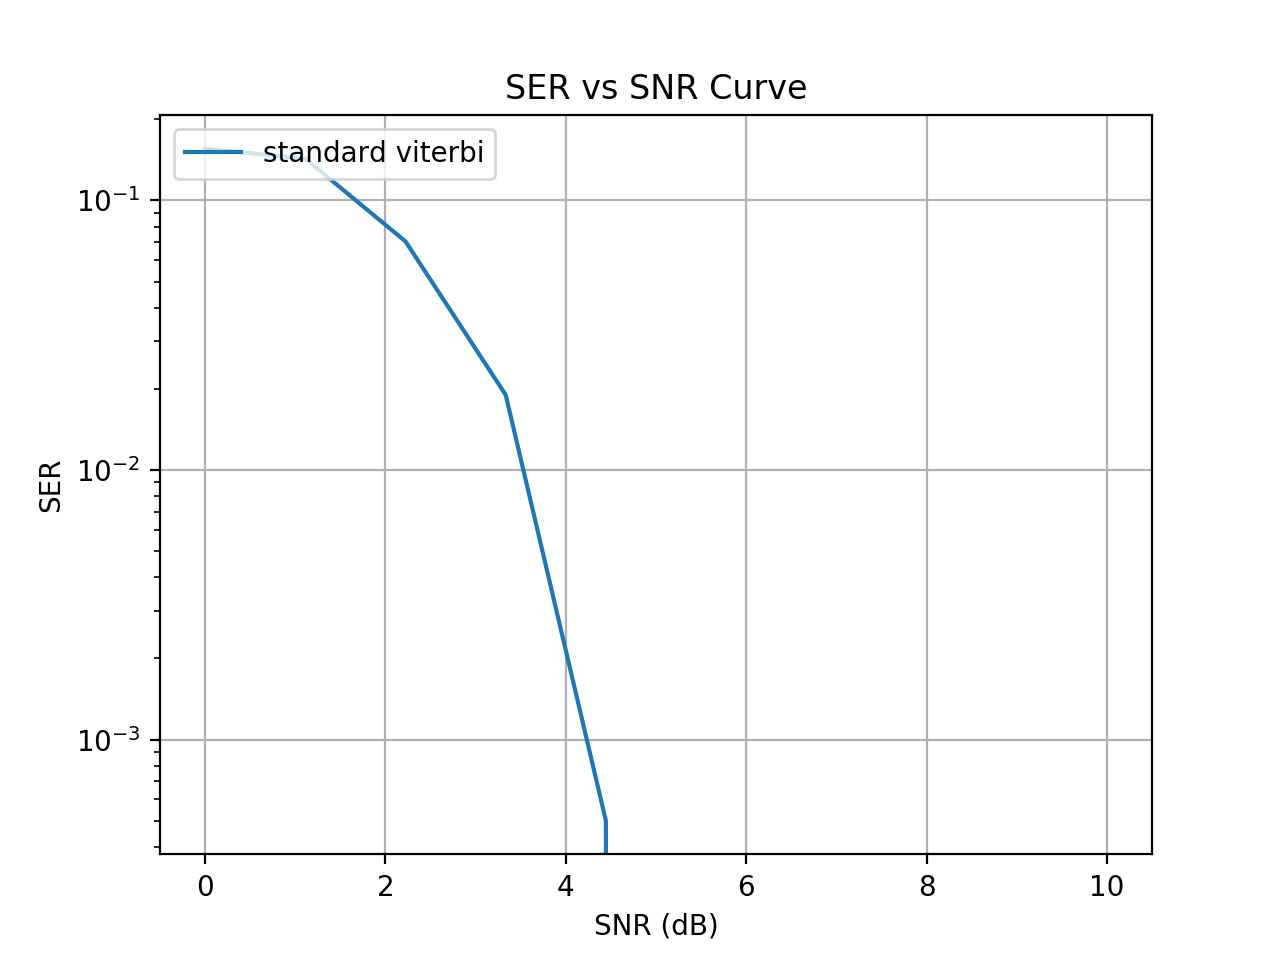 SER vs SNR Curve
standard viterbi
10⁻¹
10⁻²
10⁻³
SER
0 2 4 6 8 10
SNR (dB)